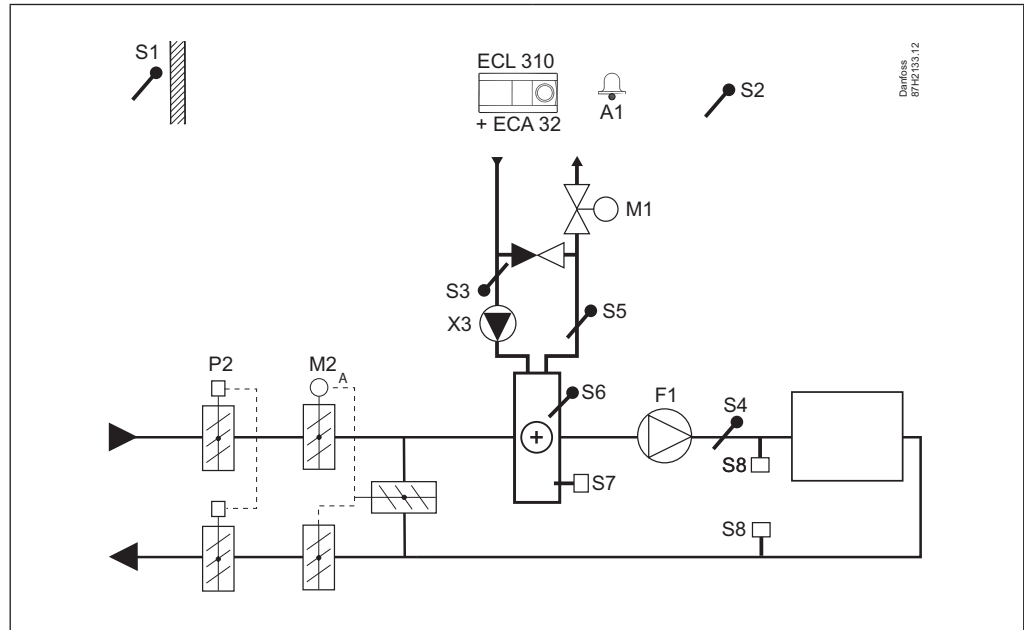 S1
ECL 310
+ ECA 32
A1
S2
Danfoss
87H2133.12
M1
S3
S5
X3
P2
M2
A
S6
F1
S4
S8
S7
S8